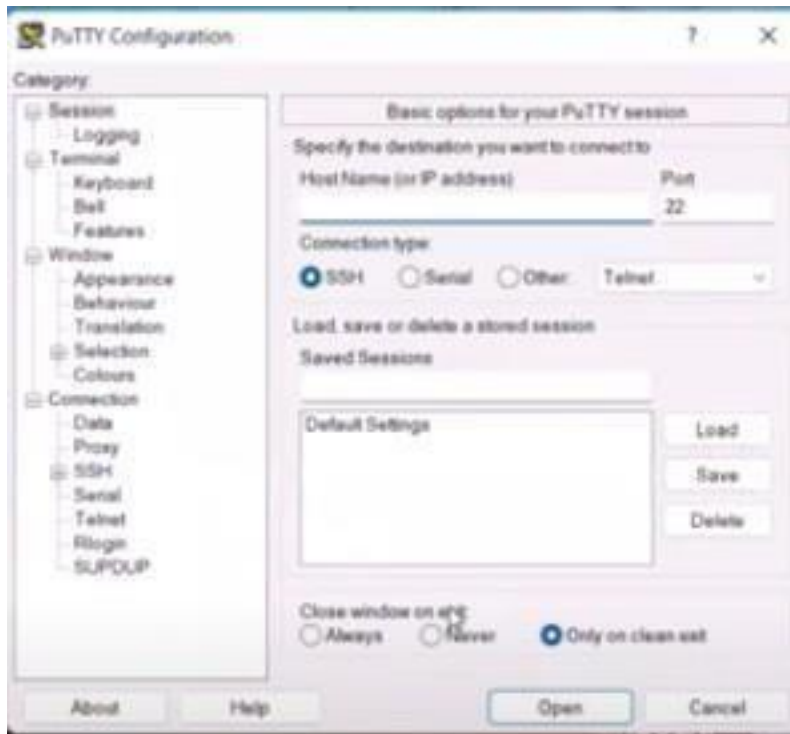 PuTTY Configuration
Category:
Session
Logging
Terminal
Keyboard
Bell
Features
Window
Appearance
Behaviour
Translation
Selection
Colours
Connection
Data
Proxy
SSH
Serial
Telnet
Rlogin
SUPDUP
Basic options for your PuTTY session
Specify the destination you want to connect to
Host Name (or IP address) Port
22
Connection type:
SSH Serial Other: Telnet
Load, save or delete a stored session
Saved Sessions
Default Settings
Load
Save
Delete
Close window on exit:
Always Never Only on clean exit
About Help Open Cancel